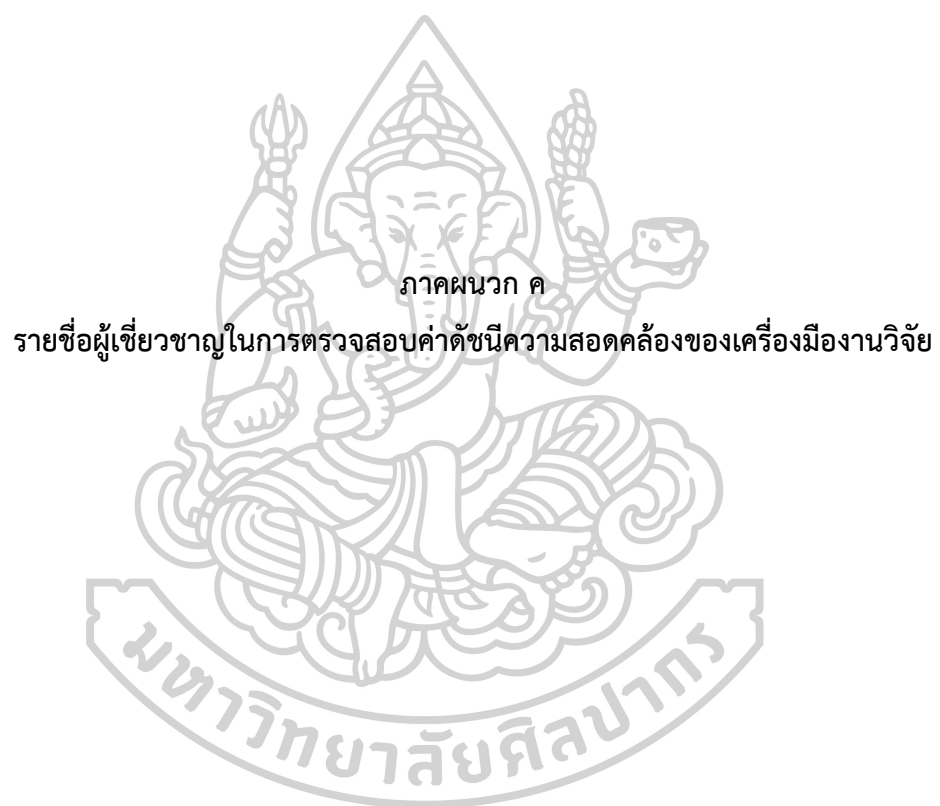 ภาคผนวก ค
รายชื่อผู้เชี่ยวชาญในการตรวจสอบค่าดัชนีความสอดคล้องของเครื่องมืองานวิจัย
มหาวิทยาลัยศิลปากร